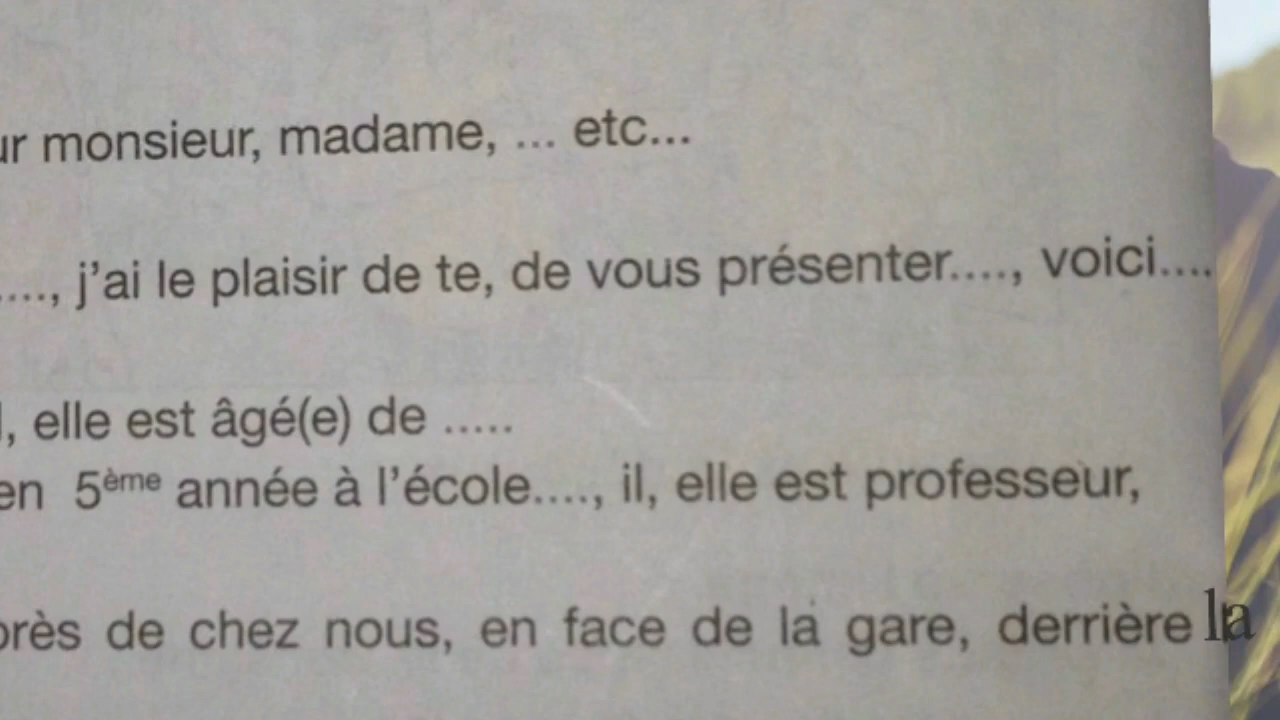 ur monsieur, madame, ... etc...
...., j'ai le plaisir de te, de vous présenter...., voici....
, elle est âgé(e) de .....
en 5ème année à l'école...., il, elle est professeur,
près de chez nous, en face de la gare, derrière la